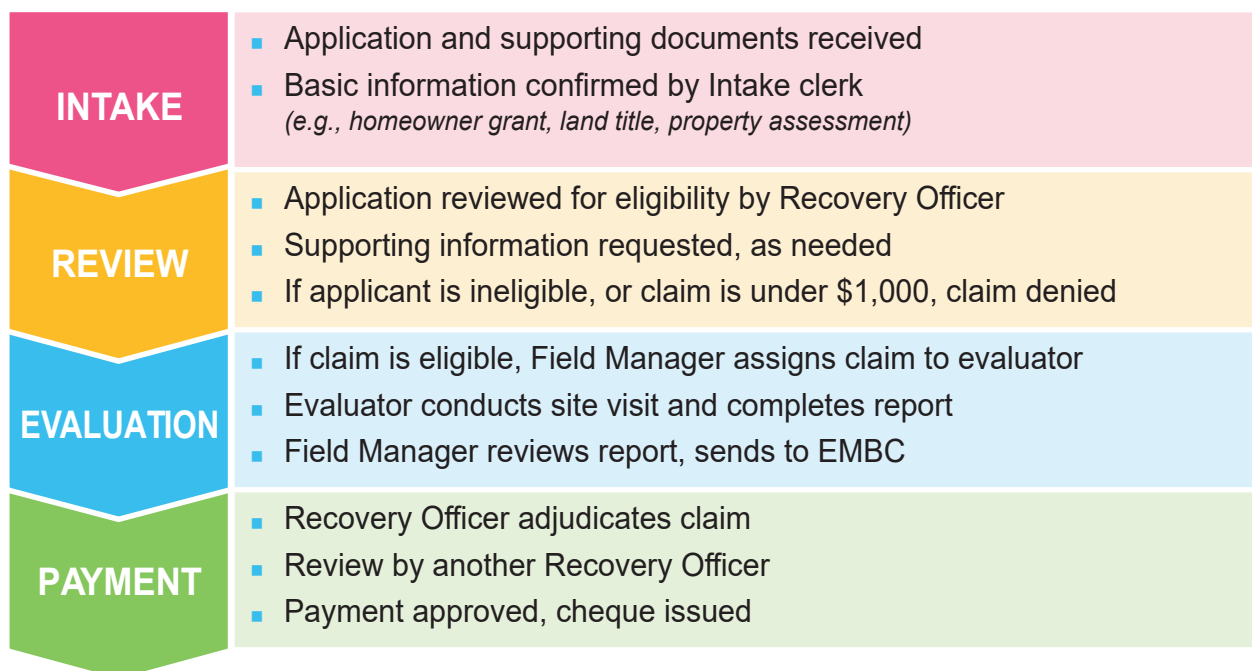 INTAKE
Application and supporting documents received
Basic information confirmed by Intake clerk
(e.g., homeowner grant, land title, property assessment)
REVIEW
Application reviewed for eligibility by Recovery Officer
Supporting information requested, as needed
If applicant is ineligible, or claim is under $1,000, claim denied
EVALUATION
If claim is eligible, Field Manager assigns claim to evaluator
Evaluator conducts site visit and completes report
Field Manager reviews report, sends to EMBC
PAYMENT
Recovery Officer adjudicates claim
Review by another Recovery Officer
Payment approved, cheque issued